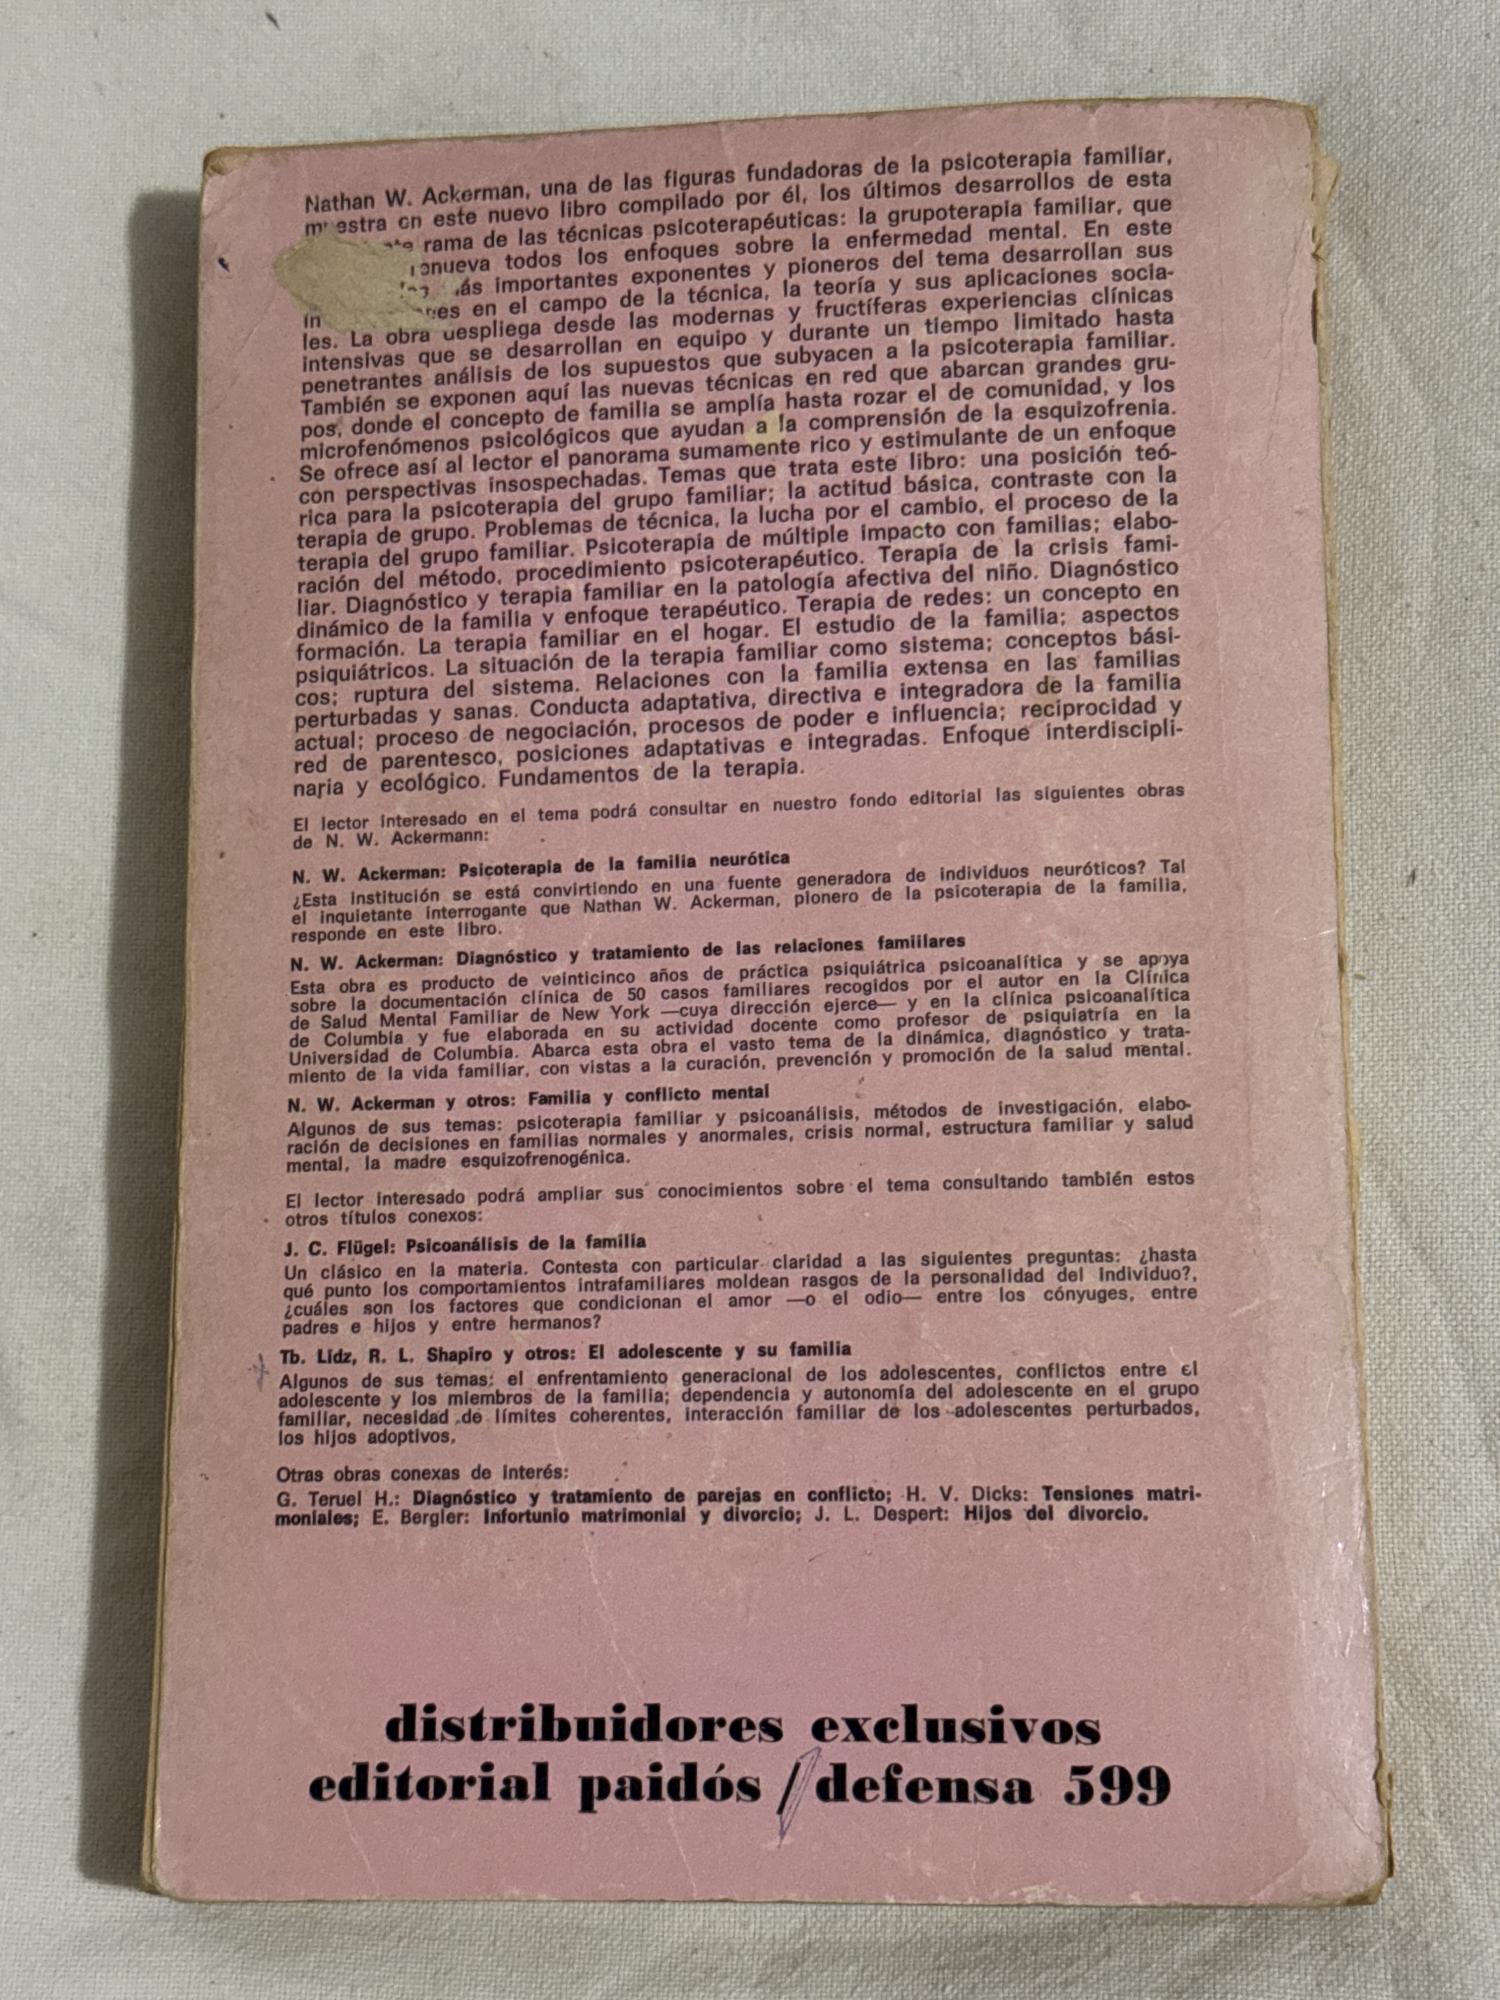 Nathan W. Ackerman, una de las figuras fundadoras de la psicoterapia familiar,
muestra en este nuevo libro compilado por él, los últimos desarrollos de esta
rama de las técnicas psicoterapéuticas: la grupoterapia familiar, que
renueva todos los enfoques sobre la enfermedad mental. En este
más importantes exponentes y pioneros del tema desarrollan sus
en el campo de la técnica, la teoría y sus aplicaciones socia-
les. La obra despliega desde las modernas y fructíferas experiencias clínicas
intensivas que se desarrollan en equipo y durante un tiempo limitado hasta
penetrantes análisis de los supuestos que subyacen a la psicoterapia familiar.
También se exponen aquí las nuevas técnicas en red que abarcan grandes gru-
pos, donde el concepto de familia se amplía hasta rozar el de comunidad, y los
microfenómenos psicológicos que ayudan a la comprensión de la esquizofrenia.
Se ofrece así al lector el panorama sumamente rico y estimulante de un enfoque
con perspectivas insospechadas. Temas que trata este libro: una posición teó-
rica para la psicoterapia del grupo familiar; la actitud básica, contraste con la
terapia de grupo. Problemas de técnica, la lucha por el cambio, el proceso de la
terapia del grupo familiar. Psicoterapia de múltiple impacto con familias; elabo-
ración del método, procedimiento psicoterapéutico. Terapia de la crisis fami-
liar. Diagnóstico y terapia familiar en la patología afectiva del niño. Diagnóstico
dinámico de la familia y enfoque terapéutico. Terapia de redes: un concepto en
formación. La terapia familiar en el hogar. El estudio de la familia; aspectos
psiquiátricos. La situación de la terapia familiar como sistema; conceptos bási-
cos; ruptura del sistema. Relaciones con la familia extensa en las familias
perturbadas y sanas. Conducta adaptativa, directiva e integradora de la familia
actual; proceso de negociación, procesos de poder e influencia; reciprocidad y
red de parentesco, posiciones adaptativas e integradas. Enfoque interdiscipli-
naria y ecológico. Fundamentos de la terapia.
El lector interesado en el tema podrá consultar en nuestro fondo editorial las siguientes obras
de N. W. Ackermann:
N. W. Ackerman: Psicoterapia de la familia neurótica
¿Esta institución se está convirtiendo en una fuente generadora de individuos neuróticos? Tal
el inquietante interrogante que Nathan W. Ackerman, pionero de la psicoterapia de la familia,
responde en este libro.
N. W. Ackerman: Diagnóstico y tratamiento de las relaciones familiares
Esta obra es producto de veinticinco años de práctica psiquiátrica psicoanalítica y se apoya
sobre la documentación clínica de 50 casos familiares recogidos por el autor en la Clínica
de Salud Mental Familiar de New York —cuya dirección ejerce— y en la clínica psicoanalítica
de Columbia y fue elaborada en su actividad docente como profesor de psiquiatría en la
Universidad de Columbia. Abarca esta obra el vasto tema de la dinámica, diagnóstico y trata-
miento de la vida familiar, con vistas a la curación, prevención y promoción de la salud mental.
N. W. Ackerman y otros: Familia y conflicto mental
Algunos de sus temas: psicoterapia familiar y psicoanálisis, métodos de investigación, elabo-
ración de decisiones en familias normales y anormales, crisis normal, estructura familiar y salud
mental, la madre esquizofrenogénica.
El lector interesado podrá ampliar sus conocimientos sobre el tema consultando también estos
otros títulos conexos:
J. C. Flügel: Psicoanálisis de la familia
Un clásico en la materia. Contesta con particular claridad a las siguientes preguntas: ¿hasta
qué punto los comportamientos intrafamiliares moldean rasgos de la personalidad del individuo?,
¿cuáles son los factores que condicionan el amor —o el odio— entre los cónyuges, entre
padres e hijos y entre hermanos?
Tb. Lidz, R. L. Shapiro y otros: El adolescente y su familia
Algunos de sus temas: el enfrentamiento generacional de los adolescentes, conflictos entre el
adolescente y los miembros de la familia; dependencia y autonomía del adolescente en el grupo
familiar, necesidad de límites coherentes, interacción familiar de los adolescentes perturbados,
los hijos adoptivos.
Otras obras conexas de interés:
G. Teruel H.: Diagnóstico y tratamiento de parejas en conflicto; H. V. Dicks: Tensiones matri-
moniales; E. Bergler: Infortunio matrimonial y divorcio; J. L. Despert: Hijos del divorcio.
distribuidores exclusivos
editorial paidós / defensa 599